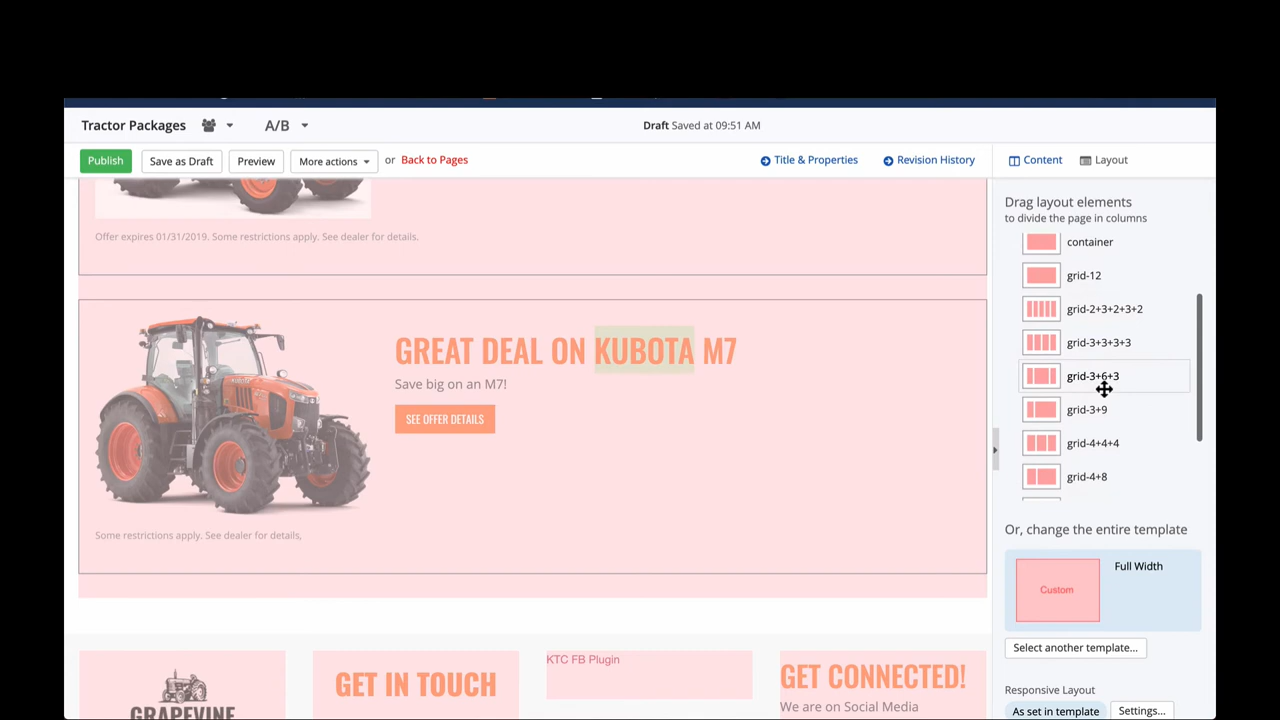 Tractor Packages
A/B
Draft Saved at 09:51 AM
Publish
Save as Draft
Preview
More actions
or Back to Pages
Title & Properties
Revision History
Content
Layout
Offer expires 01/31/2019. Some restrictions apply. See dealer for details.
GREAT DEAL ON KUBOTA M7
Save big on an M7!
SEE OFFER DETAILS
Some restrictions apply. See dealer for details,
GRAPEVINE
GET IN TOUCH
KTC FB Plugin
GET CONNECTED!
We are on Social Media
Drag layout elements
to divide the page in columns
container
grid-12
grid-2+3+2+3+2
grid-3+3+3+3
grid-3+6+3
grid-3+9
grid-4+4+4
grid-4+8
Or, change the entire template
Custom
Full Width
Select another template...
Responsive Layout
As set in template
Settings...